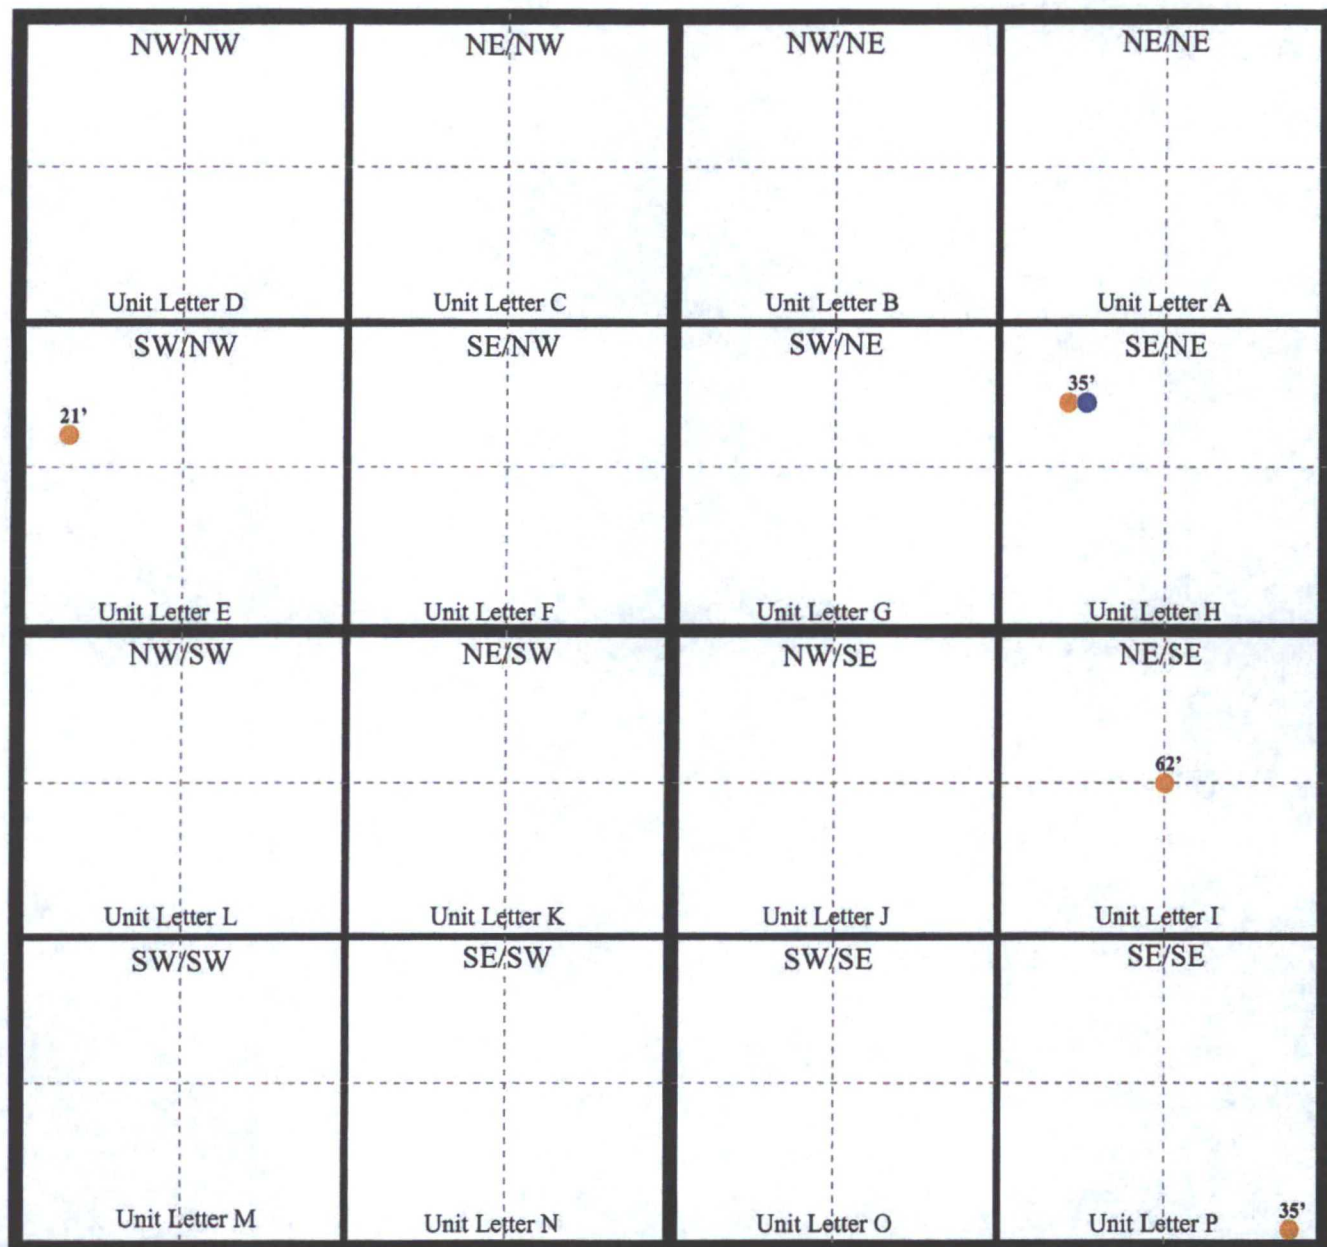 NW/NW NE/NW NW/NE NE/NE
Unit Letter D Unit Letter C Unit Letter B Unit Letter A
SW/NW SE/NW SW/NE SE/NE
35'
21'
Unit Letter E Unit Letter F Unit Letter G Unit Letter H
NW/SW NE/SW NW/SE NE/SE
62'
Unit Letter L Unit Letter K Unit Letter J Unit Letter I
SW/SW SE/SW SW/SE SE/SE
35'
Unit Letter M Unit Letter N Unit Letter O Unit Letter P